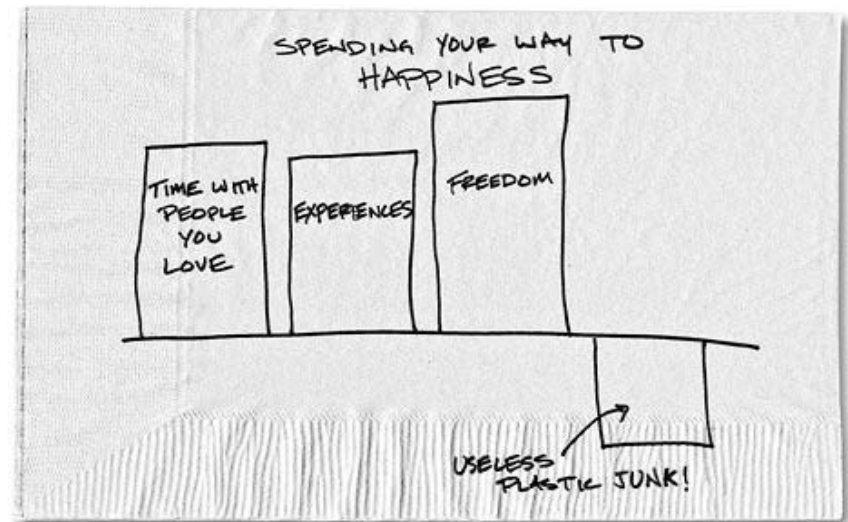 SPENDING YOUR WAY TO
HAPPINESS
TIME WITH
PEOPLE
YOU
LOVE
EXPERIENCES
FREEDOM
USELESS
PLASTIC JUNK!